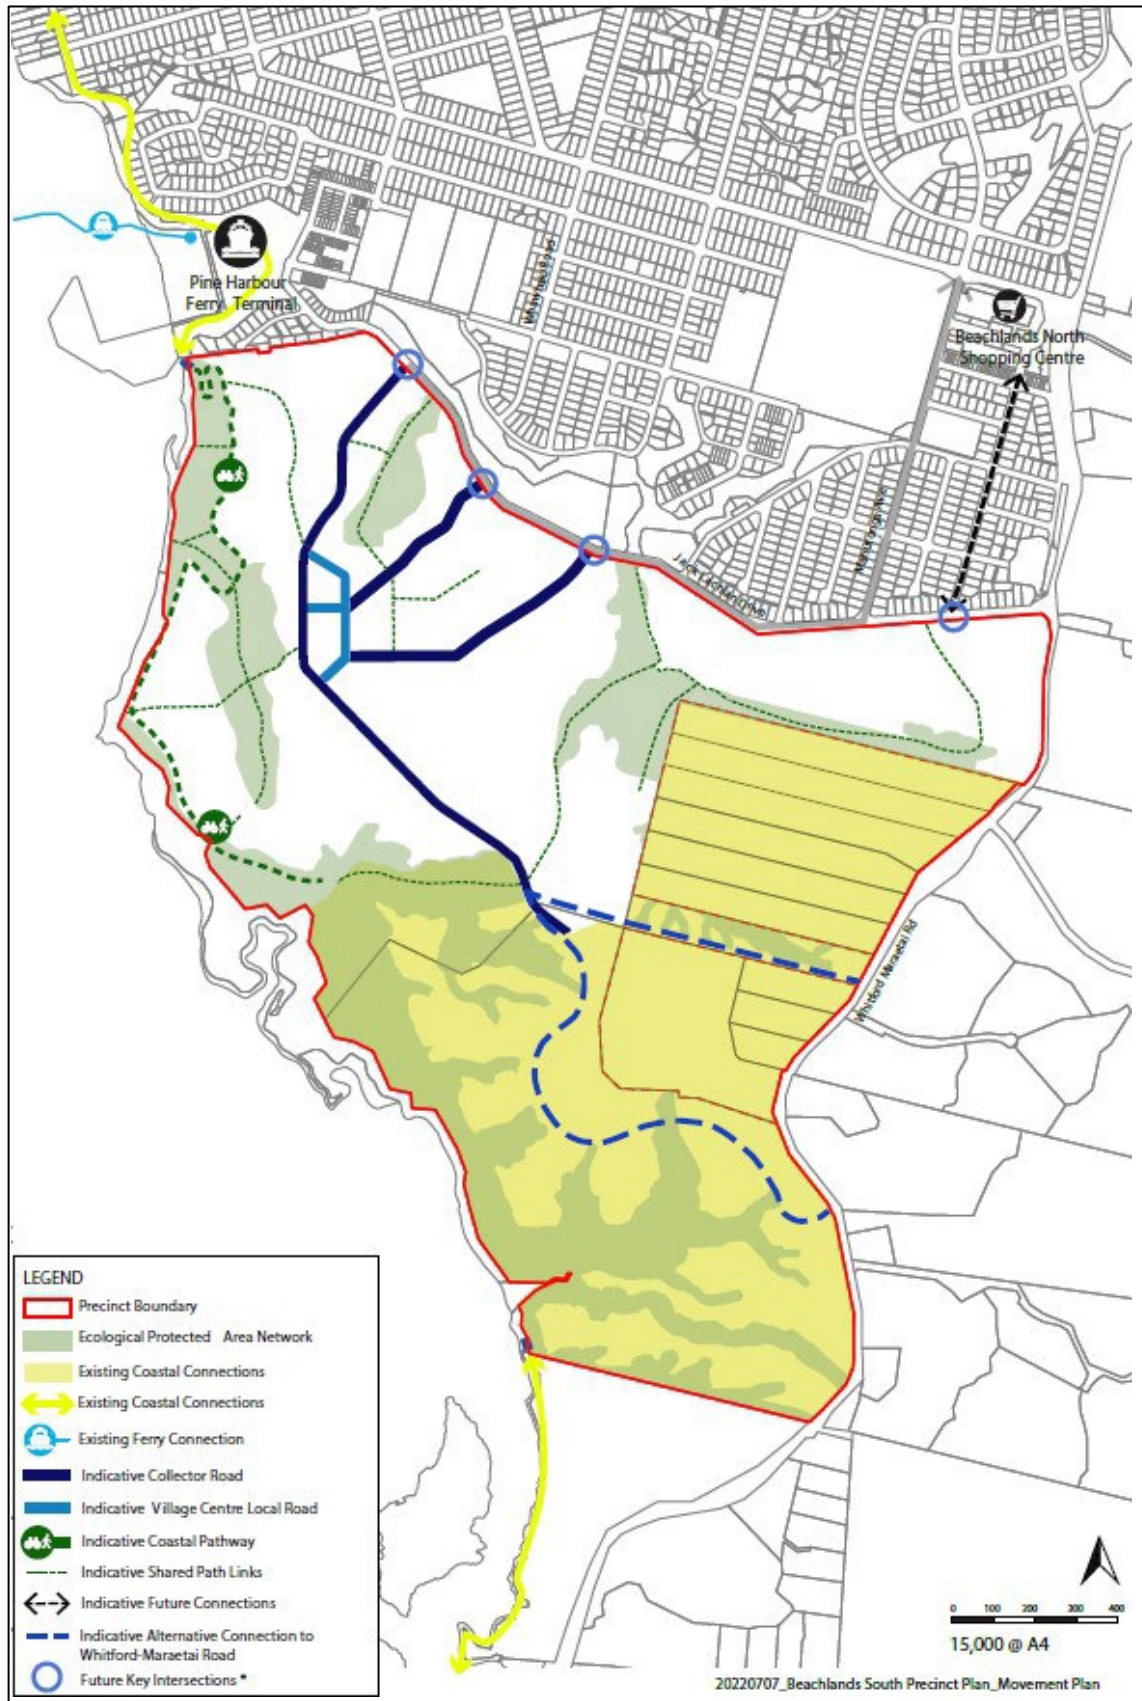 Pine Harbour
Ferry Terminal
Beachlands North
Shopping Centre
Jack Lachlan Drive
Whitford Maraetai Rd
LEGEND
Precinct Boundary
Ecological Protected Area Network
Existing Coastal Connections
Existing Coastal Connections
Existing Ferry Connection
Indicative Collector Road
Indicative Village Centre Local Road
Indicative Coastal Pathway
Indicative Shared Path Links
Indicative Future Connections
Indicative Alternative Connection to
Whitford-Maraetai Road
Future Key Intersections *
0 100 200 300 400
15,000 @ A4
20220707_Beachlands South Precinct Plan_Movement Plan